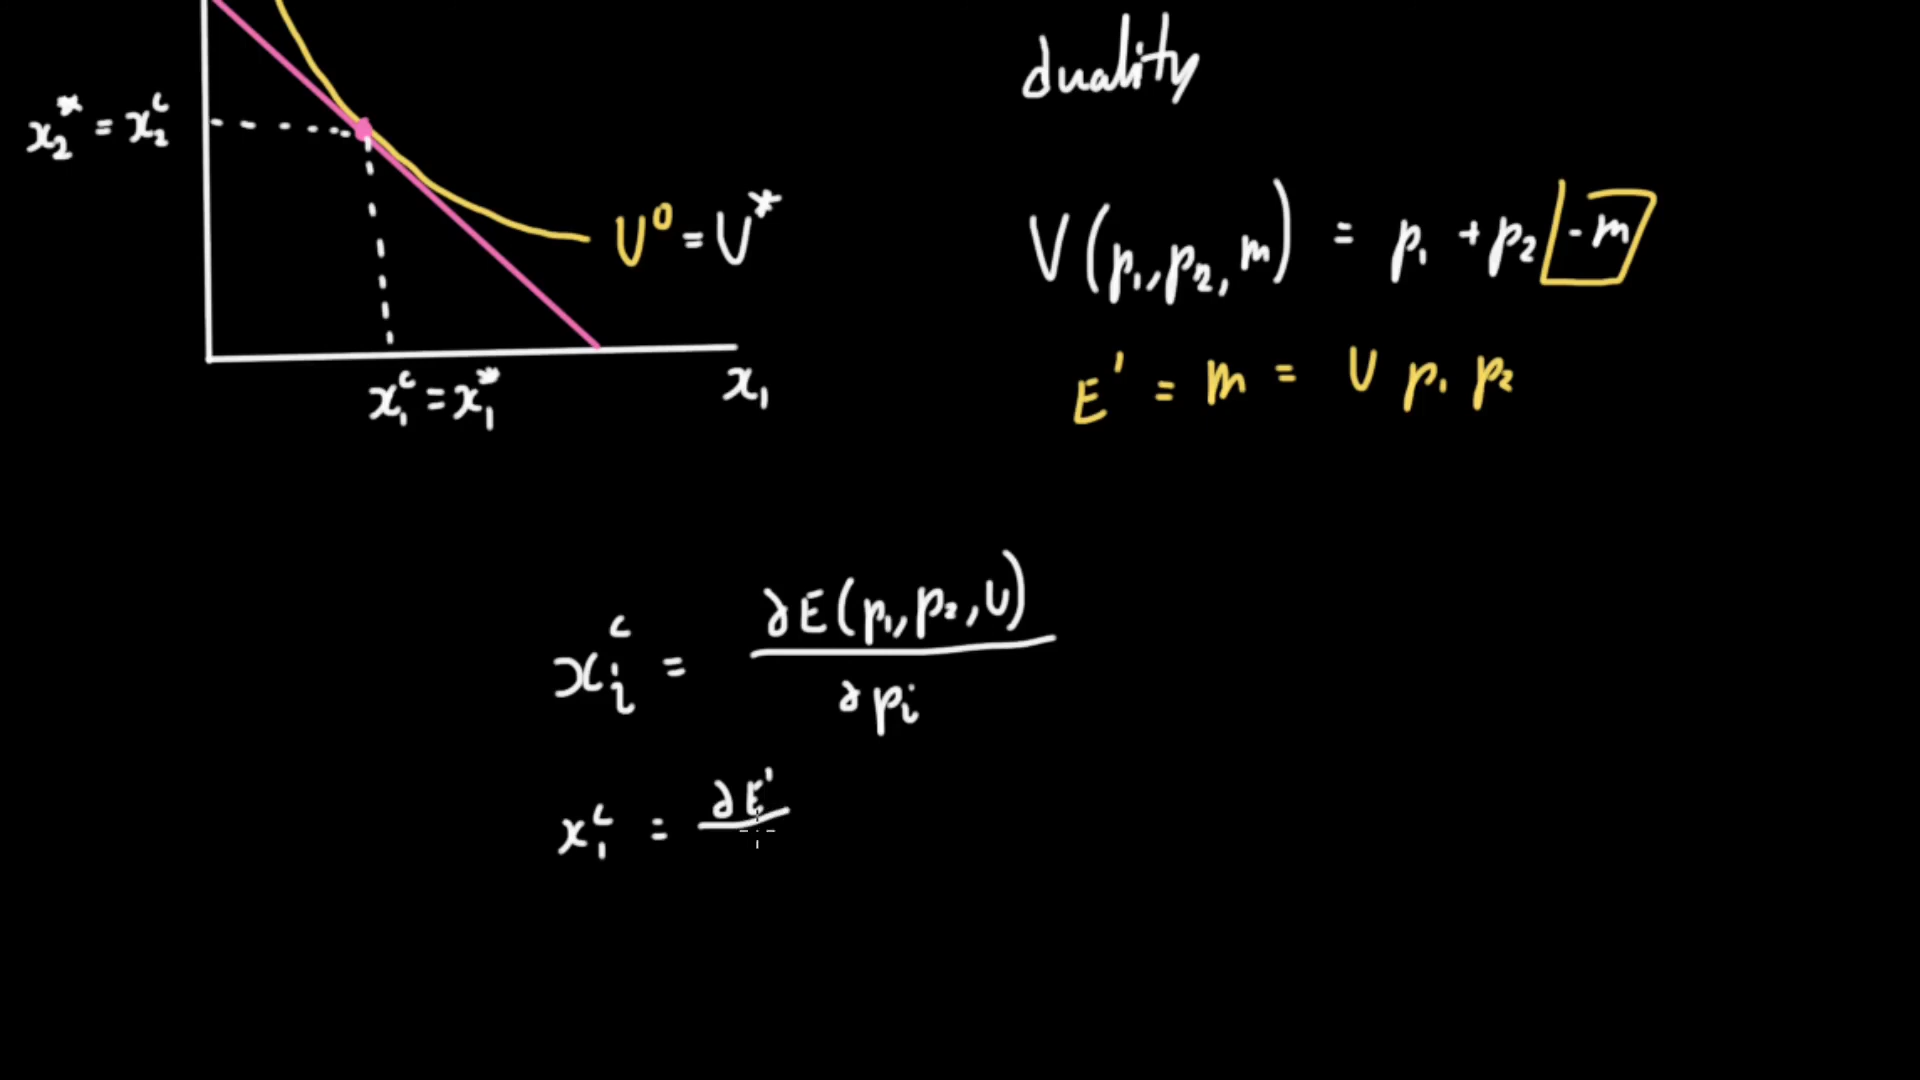 duality
x₂* = x₂ᶜ
U⁰ = U*
V(p₁, p₂, m) = p₁ + p₂ - m
x₁ᶜ = x₁*
x₁
E' = m = U p₁ p₂
xᵢᶜ = ∂E(p₁, p₂, U) / ∂pᵢ
x₁ᶜ = ∂E' /